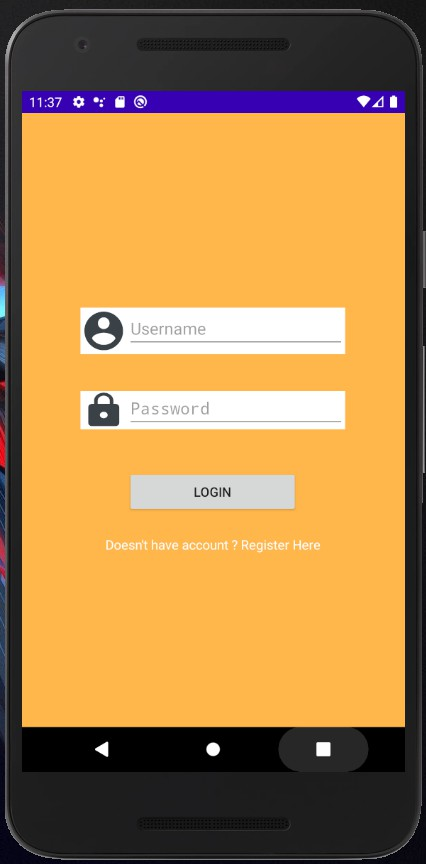 11:37
Username
Password
LOGIN
Doesn't have account ? Register Here